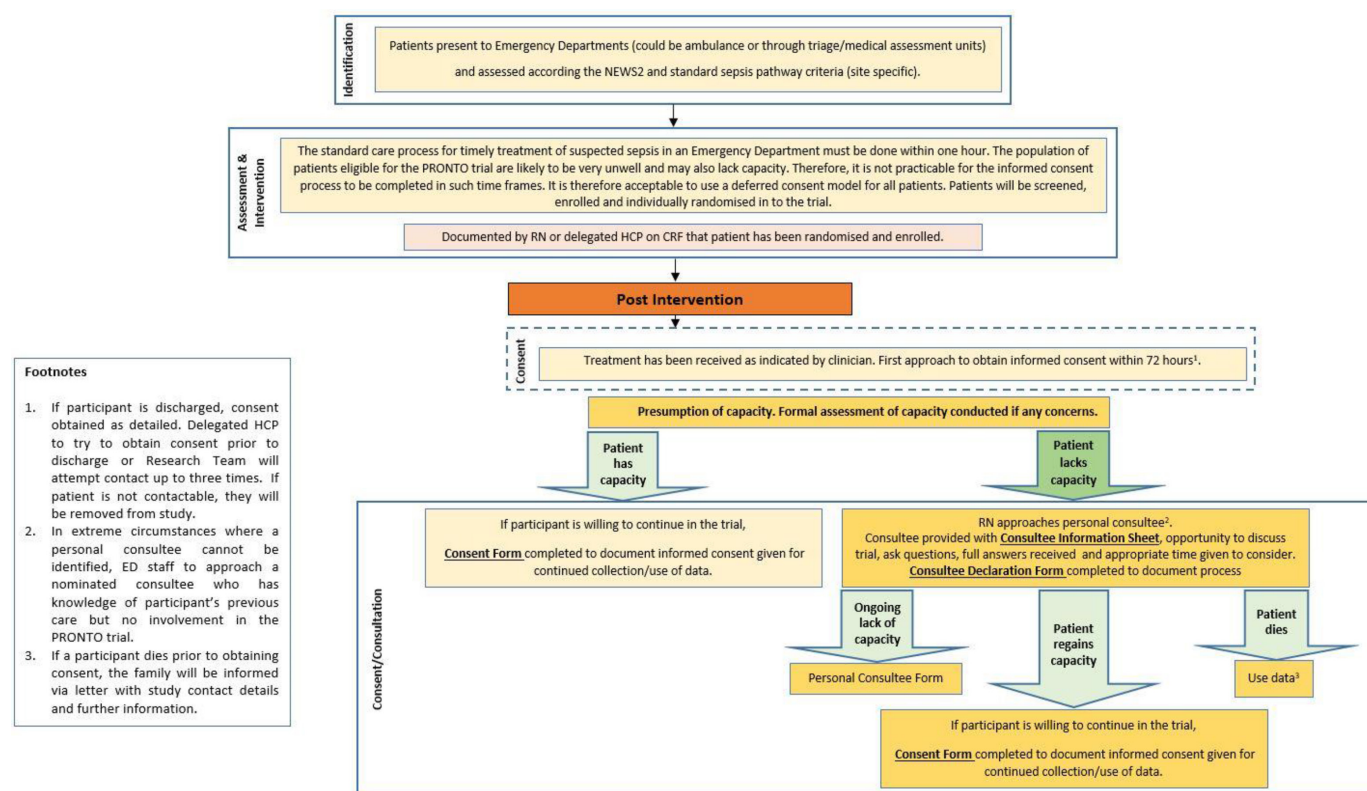 Identification
Patients present to Emergency Departments (could be ambulance or through triage/medical assessment units)
and assessed according the NEWS2 and standard sepsis pathway criteria (site specific).
Assessment &
Intervention
The standard care process for timely treatment of suspected sepsis in an Emergency Department must be done within one hour. The population of
patients eligible for the PRONTO trial are likely to be very unwell and may also lack capacity. Therefore, it is not practicable for the informed consent
process to be completed in such time frames. It is therefore acceptable to use a deferred consent model for all patients. Patients will be screened,
enrolled and individually randomised in to the trial.
Documented by RN or delegated HCP on CRF that patient has been randomised and enrolled.
Post Intervention
Consent
Treatment has been received as indicated by clinician. First approach to obtain informed consent within 72 hours¹.
Presumption of capacity. Formal assessment of capacity conducted if any concerns.
Patient
has
capacity
Patient
lacks
capacity
Consent/Consultation
If participant is willing to continue in the trial,
Consent Form completed to document informed consent given for
continued collection/use of data.
RN approaches personal consultee².
Consultee provided with Consultee Information Sheet, opportunity to discuss
trial, ask questions, full answers received and appropriate time given to consider.
Consultee Declaration Form completed to document process
Ongoing
lack of
capacity
Patient
regains
capacity
Patient
dies
Personal Consultee Form
Use data³
If participant is willing to continue in the trial,
Consent Form completed to document informed consent given for
continued collection/use of data.
Footnotes
1. If participant is discharged, consent
obtained as detailed. Delegated HCP
to try to obtain consent prior to
discharge or Research Team will
attempt contact up to three times. If
patient is not contactable, they will
be removed from study.
2. In extreme circumstances where a
personal consultee cannot be
identified, ED staff to approach a
nominated consultee who has
knowledge of participant's previous
care but no involvement in the
PRONTO trial.
3. If a participant dies prior to obtaining
consent, the family will be informed
via letter with study contact details
and further information.